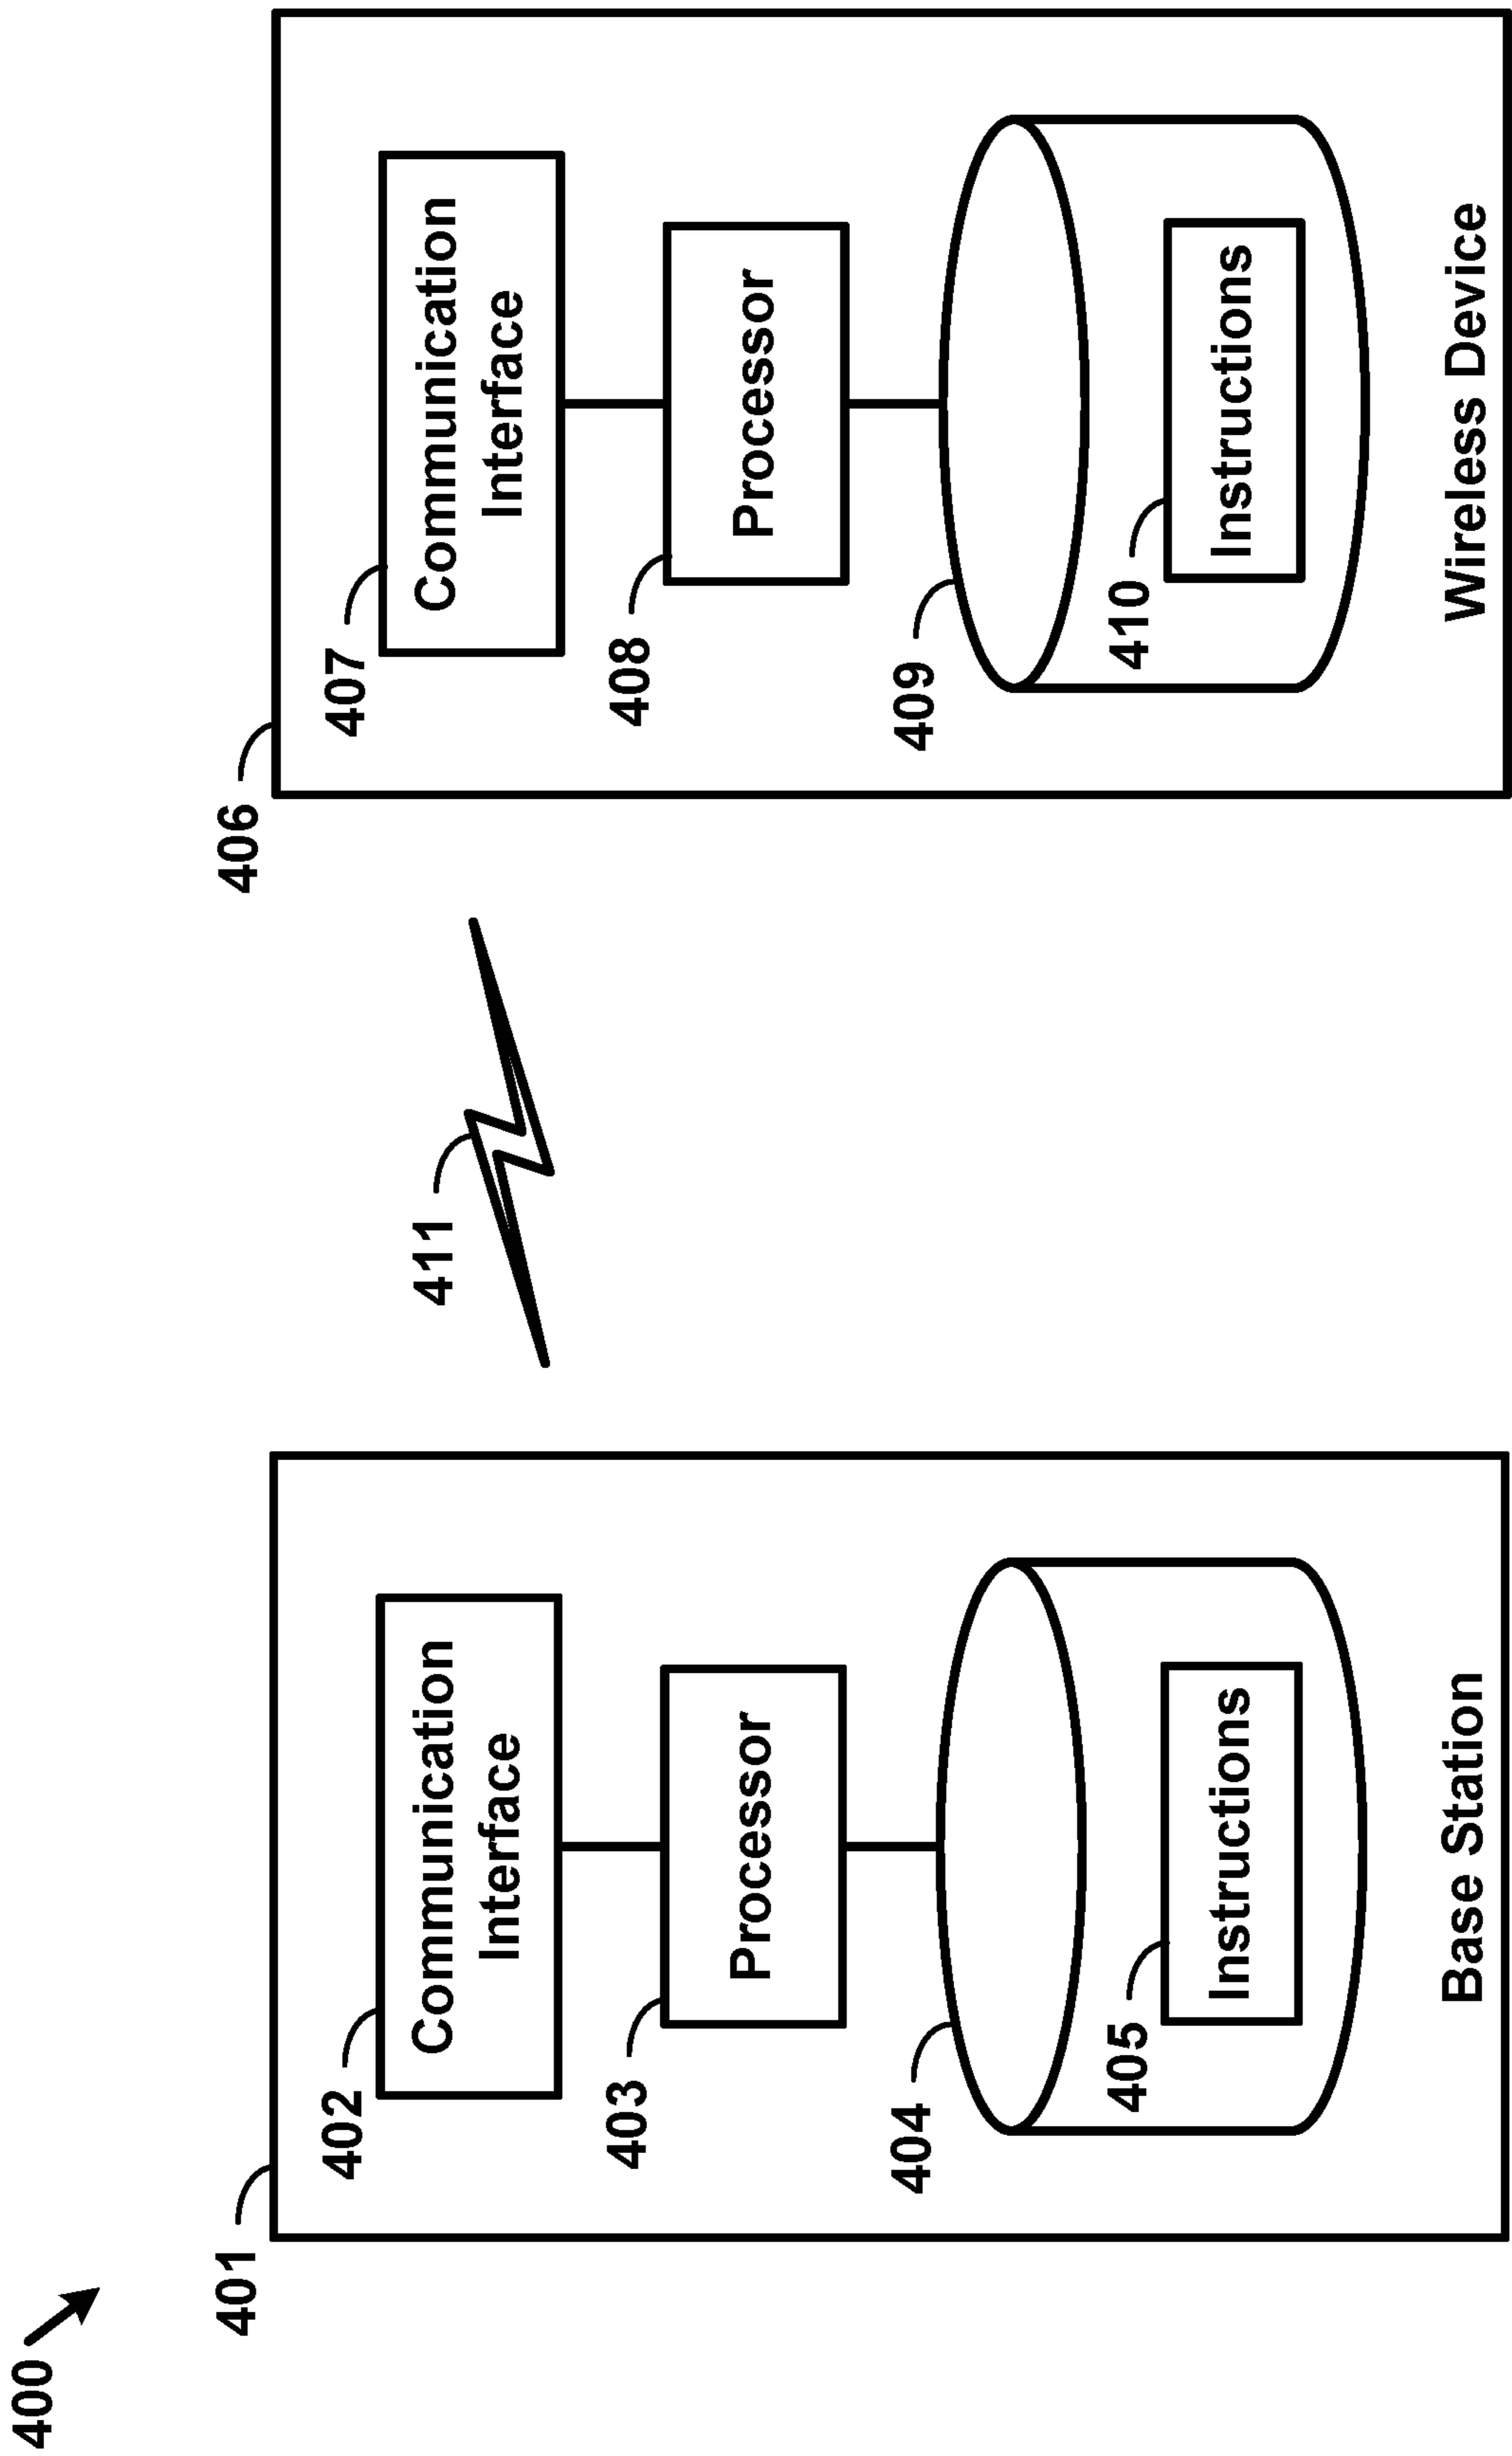 400
401
402
Communication
Interface
403
Processor
404
405
Instructions
Base Station
411
406
407
Communication
Interface
408
Processor
409
410
Instructions
Wireless Device